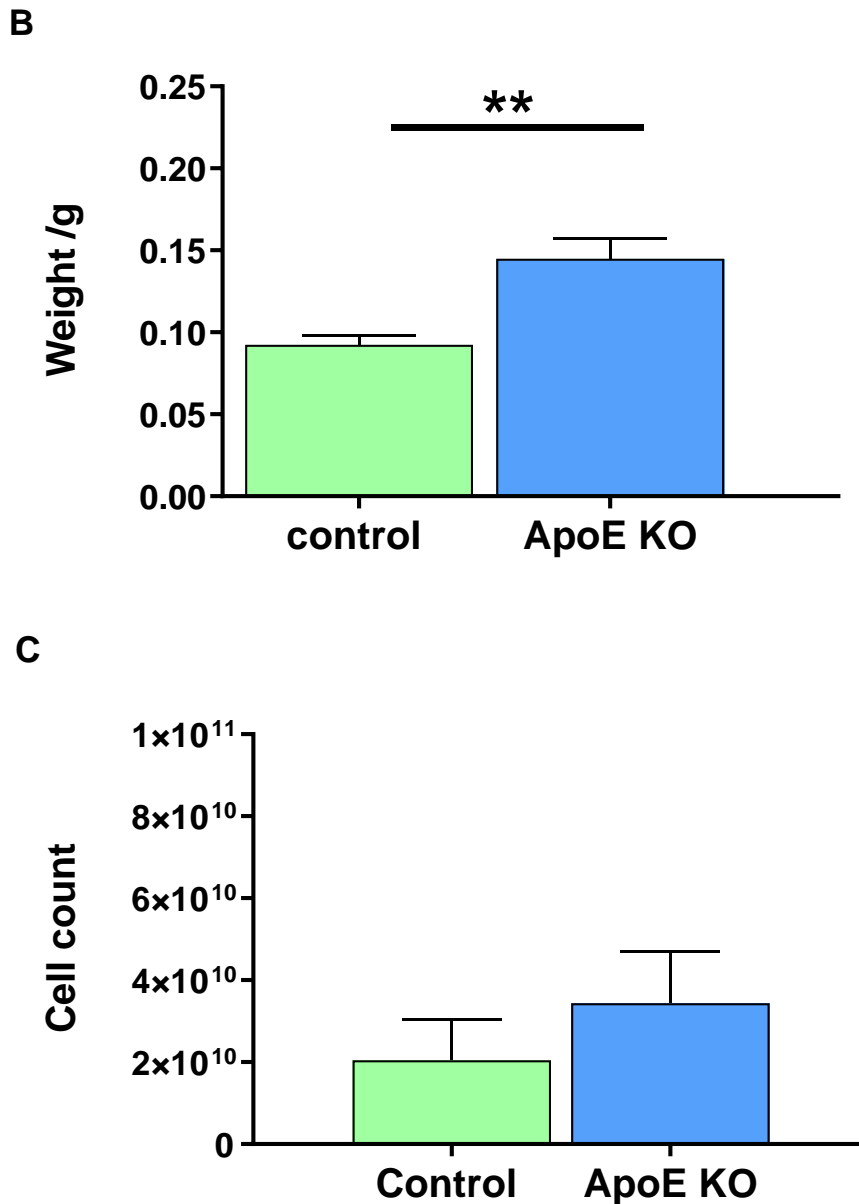 B
**
0.25
0.20
0.15
0.10
0.05
0.00
Weight /g
control ApoE KO
C
1×10¹¹
8×10¹⁰
6×10¹⁰
4×10¹⁰
2×10¹⁰
0
Cell count
Control ApoE KO